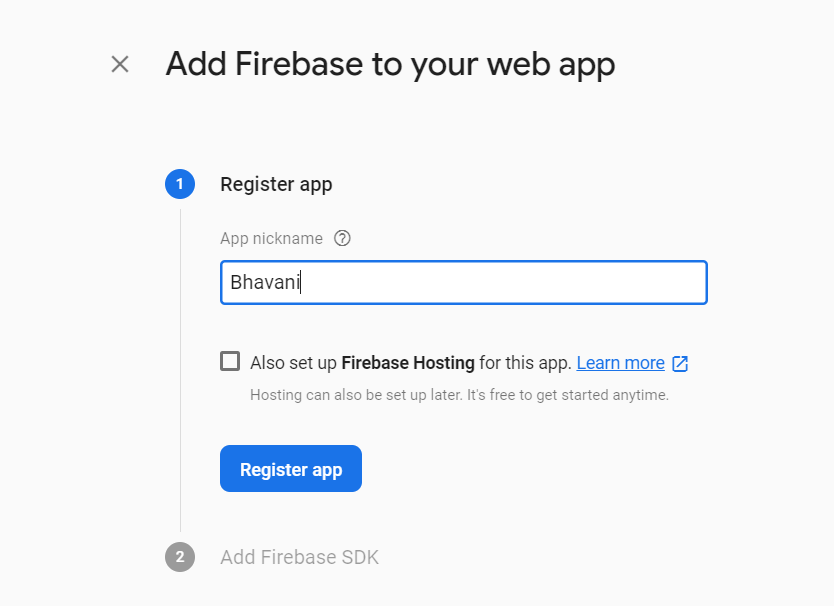 Add Firebase to your web app
1 Register app
App nickname ?
Bhavani
Also set up Firebase Hosting for this app. Learn more
Hosting can also be set up later. It's free to get started anytime.
Register app
2 Add Firebase SDK